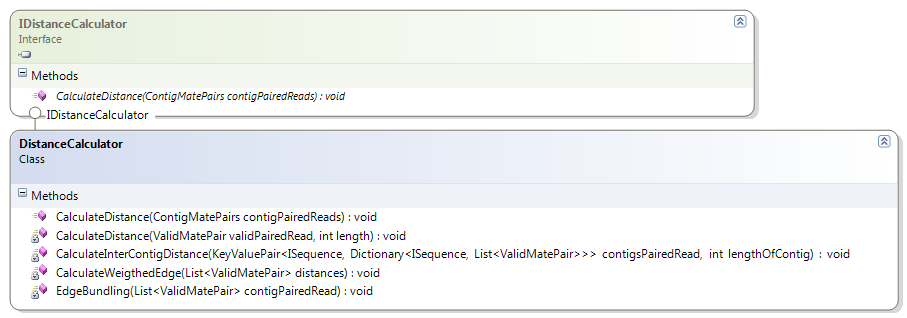 IDistanceCalculator
Interface
Methods
CalculateDistance(ContigMatePairs contigPairedReads) : void
IDistanceCalculator
DistanceCalculator
Class
Methods
CalculateDistance(ContigMatePairs contigPairedReads) : void
CalculateDistance(ValidMatePair validPairedRead, int length) : void
CalculateInterContigDistance(KeyValuePair<ISequence, Dictionary<ISequence, List<ValidMatePair>>> contigsPairedRead, int lengthOfContig) : void
CalculateWeigthedEdge(List<ValidMatePair> distances) : void
EdgeBundling(List<ValidMatePair> contigPairedRead) : void